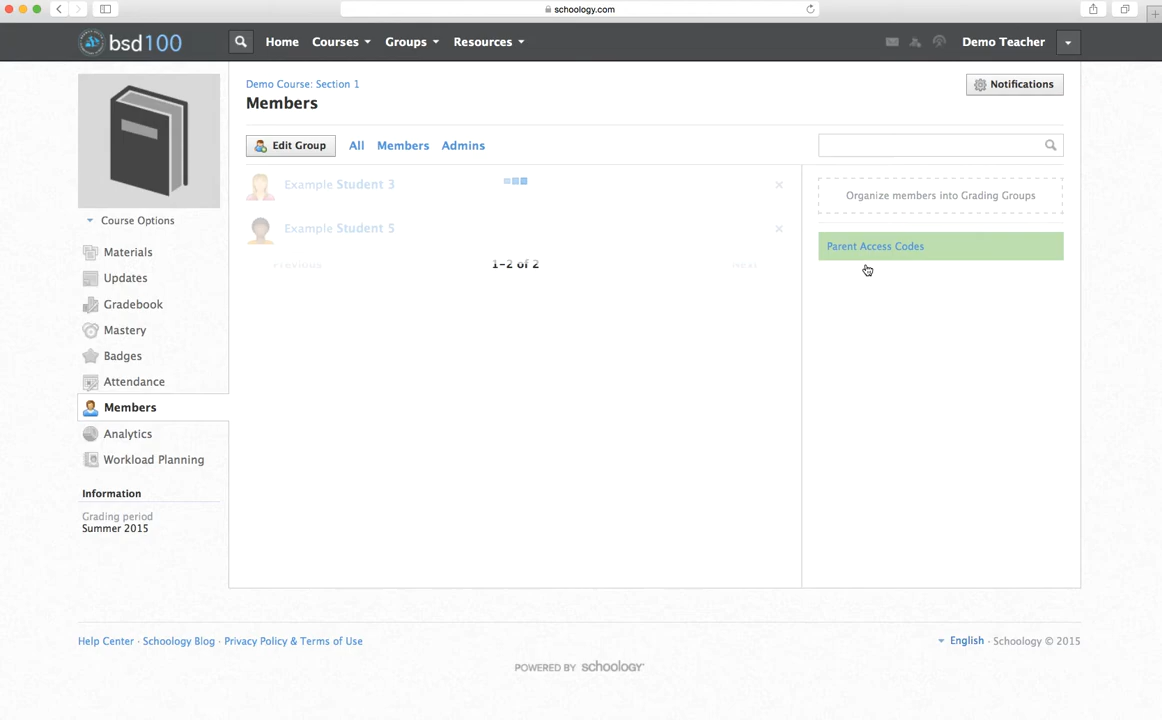 schoology.com
bsd100 Home Courses Groups Resources Demo Teacher
Demo Course: Section 1
Members
Notifications
Edit Group All Members Admins
Example Student 3
Example Student 5
Previous 1-2 of 2 Next
Organize members into Grading Groups
Parent Access Codes
Course Options
Materials
Updates
Gradebook
Mastery
Badges
Attendance
Members
Analytics
Workload Planning
Information
Grading period
Summer 2015
Help Center · Schoology Blog · Privacy Policy & Terms of Use
English · Schoology © 2015
POWERED BY schoology